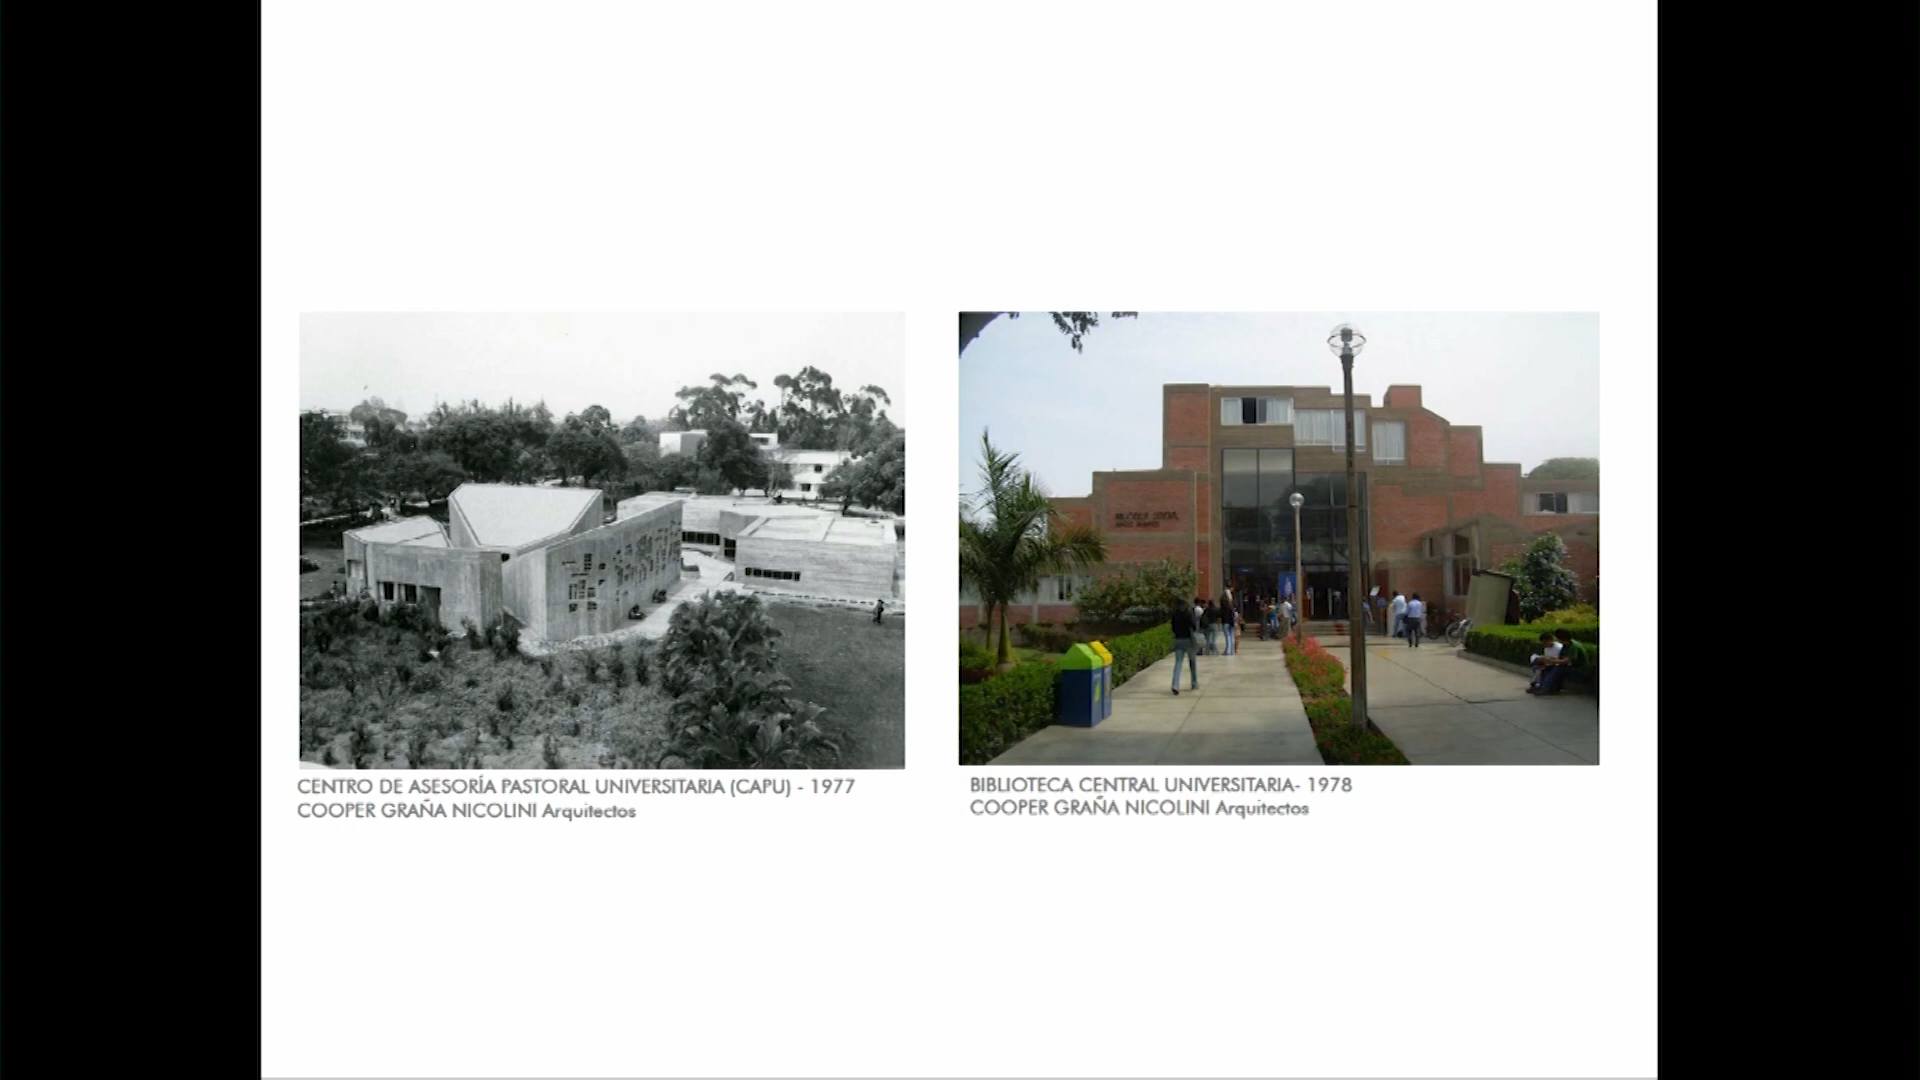 CENTRO DE ASESORÍA PASTORAL UNIVERSITARIA (CAPU) - 1977
COOPER GRAÑA NICOLINI Arquitectos
BIBLIOTECA CENTRAL UNIVERSITARIA- 1978
COOPER GRAÑA NICOLINI Arquitectos